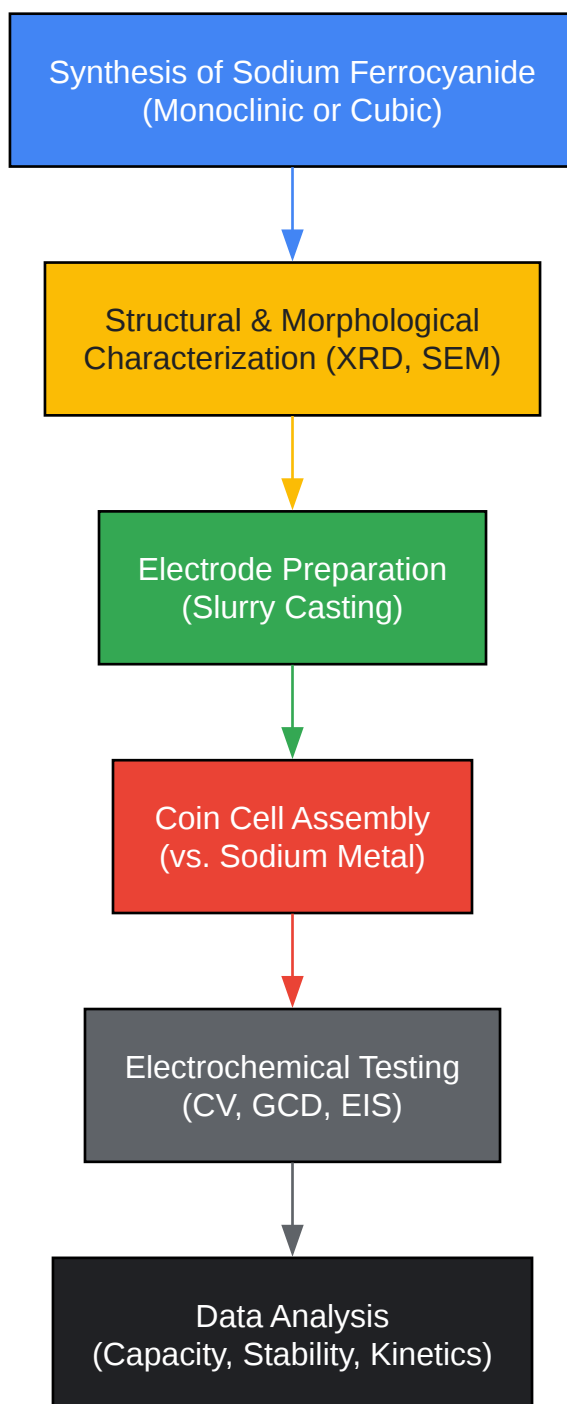 Synthesis of Sodium Ferrocyanide
(Monoclinic or Cubic)
Structural & Morphological
Characterization (XRD, SEM)
Electrode Preparation
(Slurry Casting)
Coin Cell Assembly
(vs. Sodium Metal)
Electrochemical Testing
(CV, GCD, EIS)
Data Analysis
(Capacity, Stability, Kinetics)